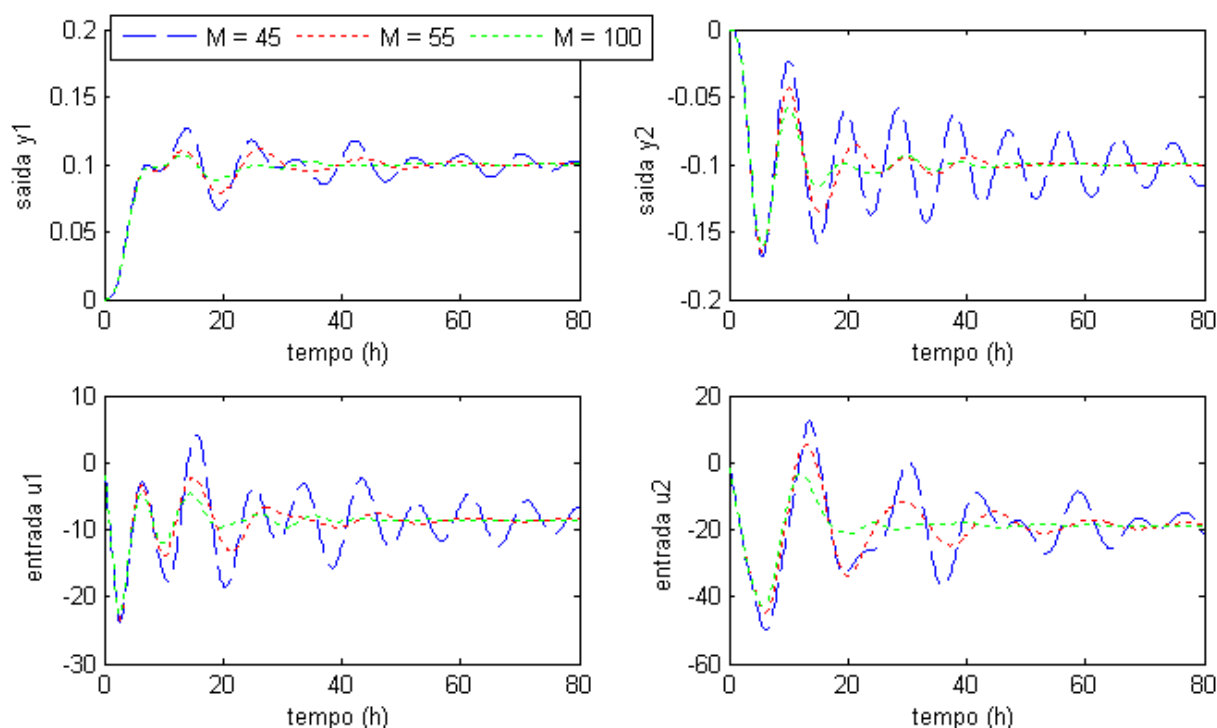 M = 45 M = 55 M = 100
0.2
0.15
0.1
0.05
0
saida y1
0 20 40 60 80
tempo (h)
0
-0.05
-0.1
-0.15
-0.2
saida y2
0 20 40 60 80
tempo (h)
10
0
-10
-20
-30
entrada u1
0 20 40 60 80
tempo (h)
20
0
-20
-40
-60
entrada u2
0 20 40 60 80
tempo (h)